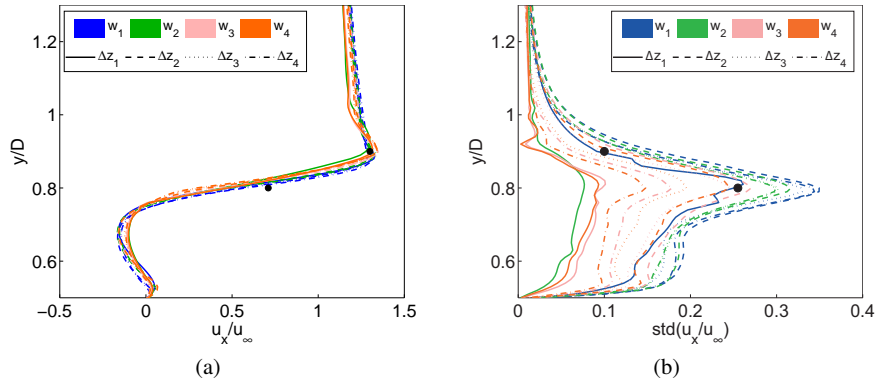 w₁ w₂ w₃ w₄
Δz₁ Δz₂ Δz₃ Δz₄
1.2
1
0.8
0.6
y/D
−0.5 0 0.5 1 1.5
uₓ/u∞
(a)
w₁ w₂ w₃ w₄
Δz₁ Δz₂ Δz₃ Δz₄
1.2
1
0.8
0.6
y/D
0 0.1 0.2 0.3 0.4
std(uₓ/u∞)
(b)